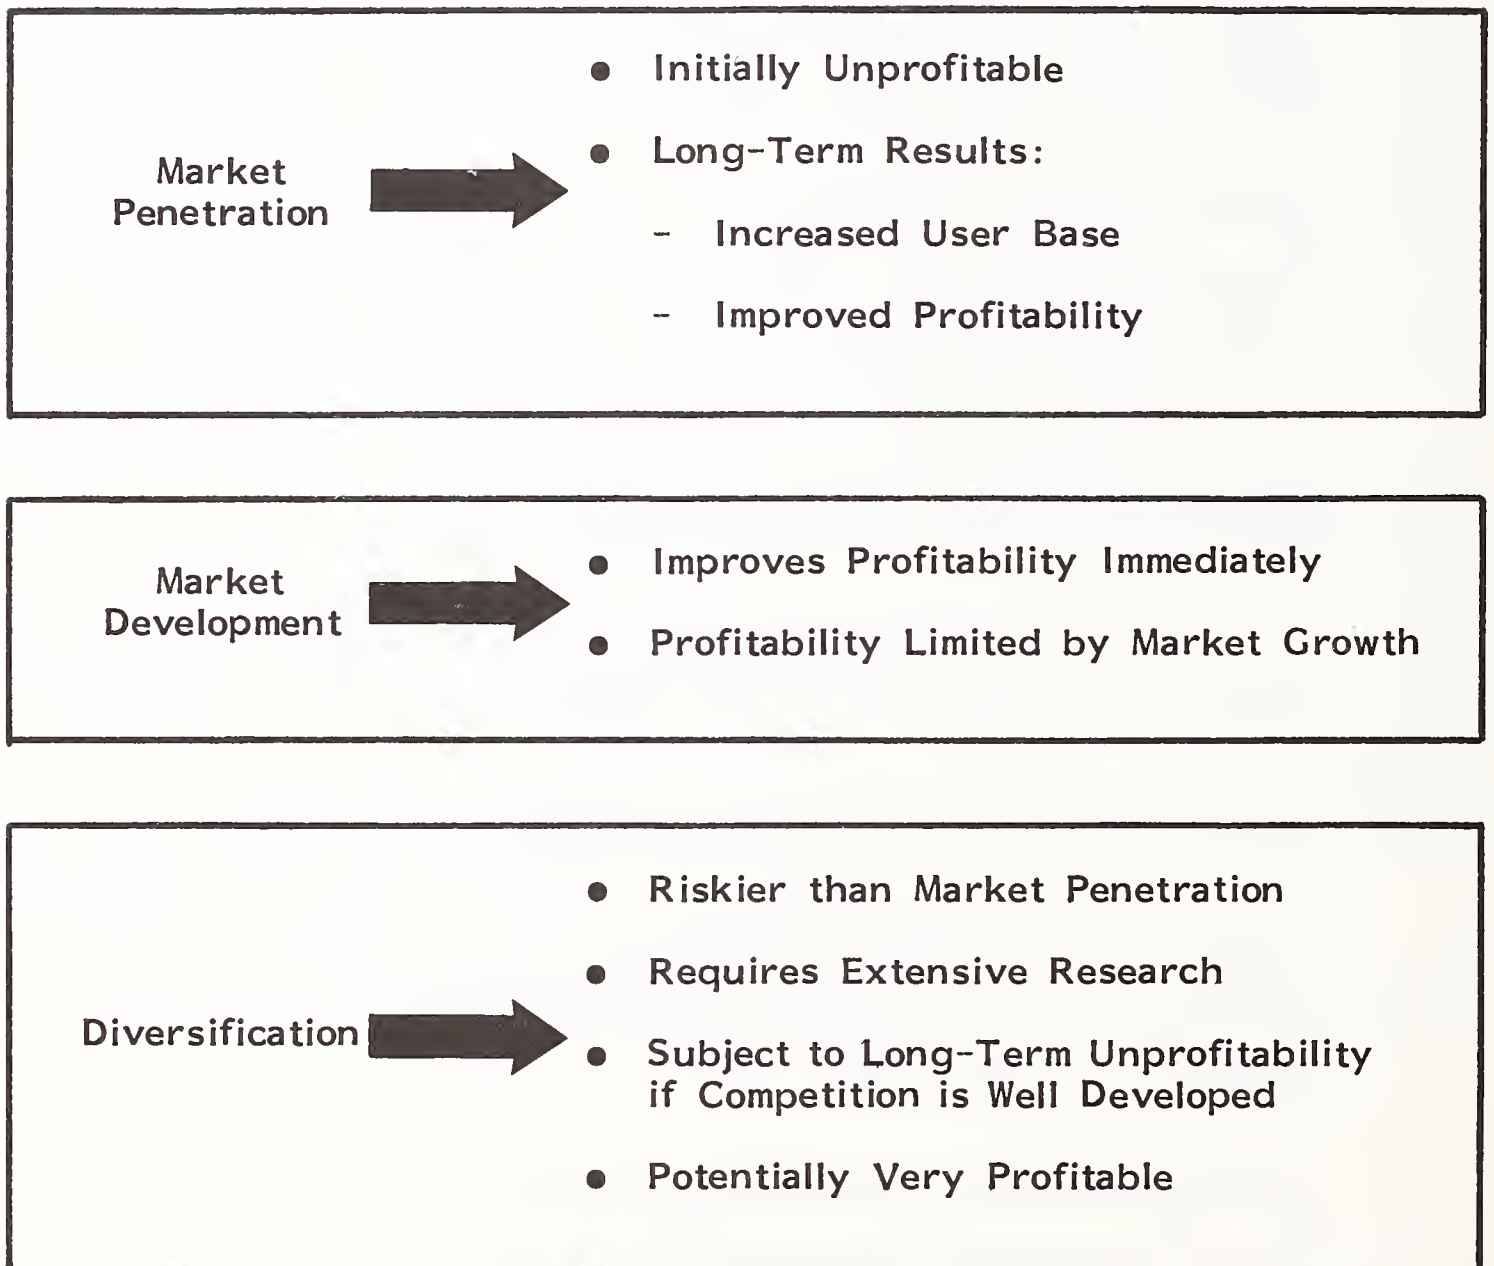 Market
Penetration
● Initially Unprofitable
● Long-Term Results:
- Increased User Base
- Improved Profitability
Market
Development
● Improves Profitability Immediately
● Profitability Limited by Market Growth
Diversification
● Riskier than Market Penetration
● Requires Extensive Research
● Subject to Long-Term Unprofitability
if Competition is Well Developed
● Potentially Very Profitable